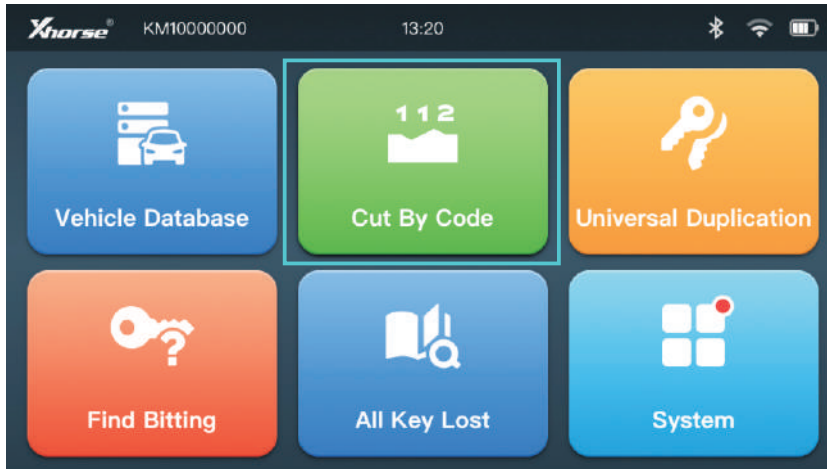 Xhorse® KM10000000 13:20
112
Vehicle Database Cut By Code Universal Duplication
?
Find Bitting All Key Lost System